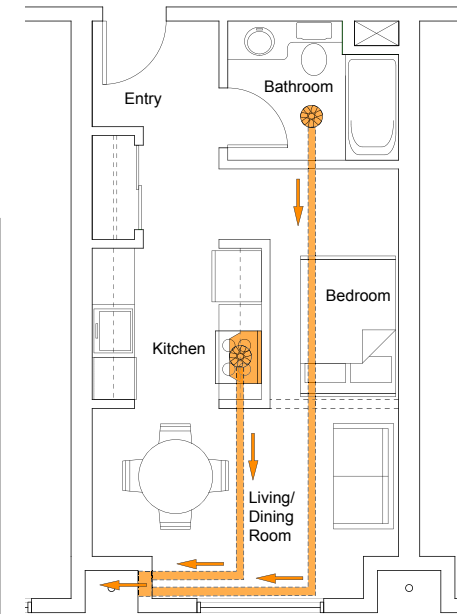 Entry
Bathroom
Bedroom
Kitchen
Living/
Dining
Room